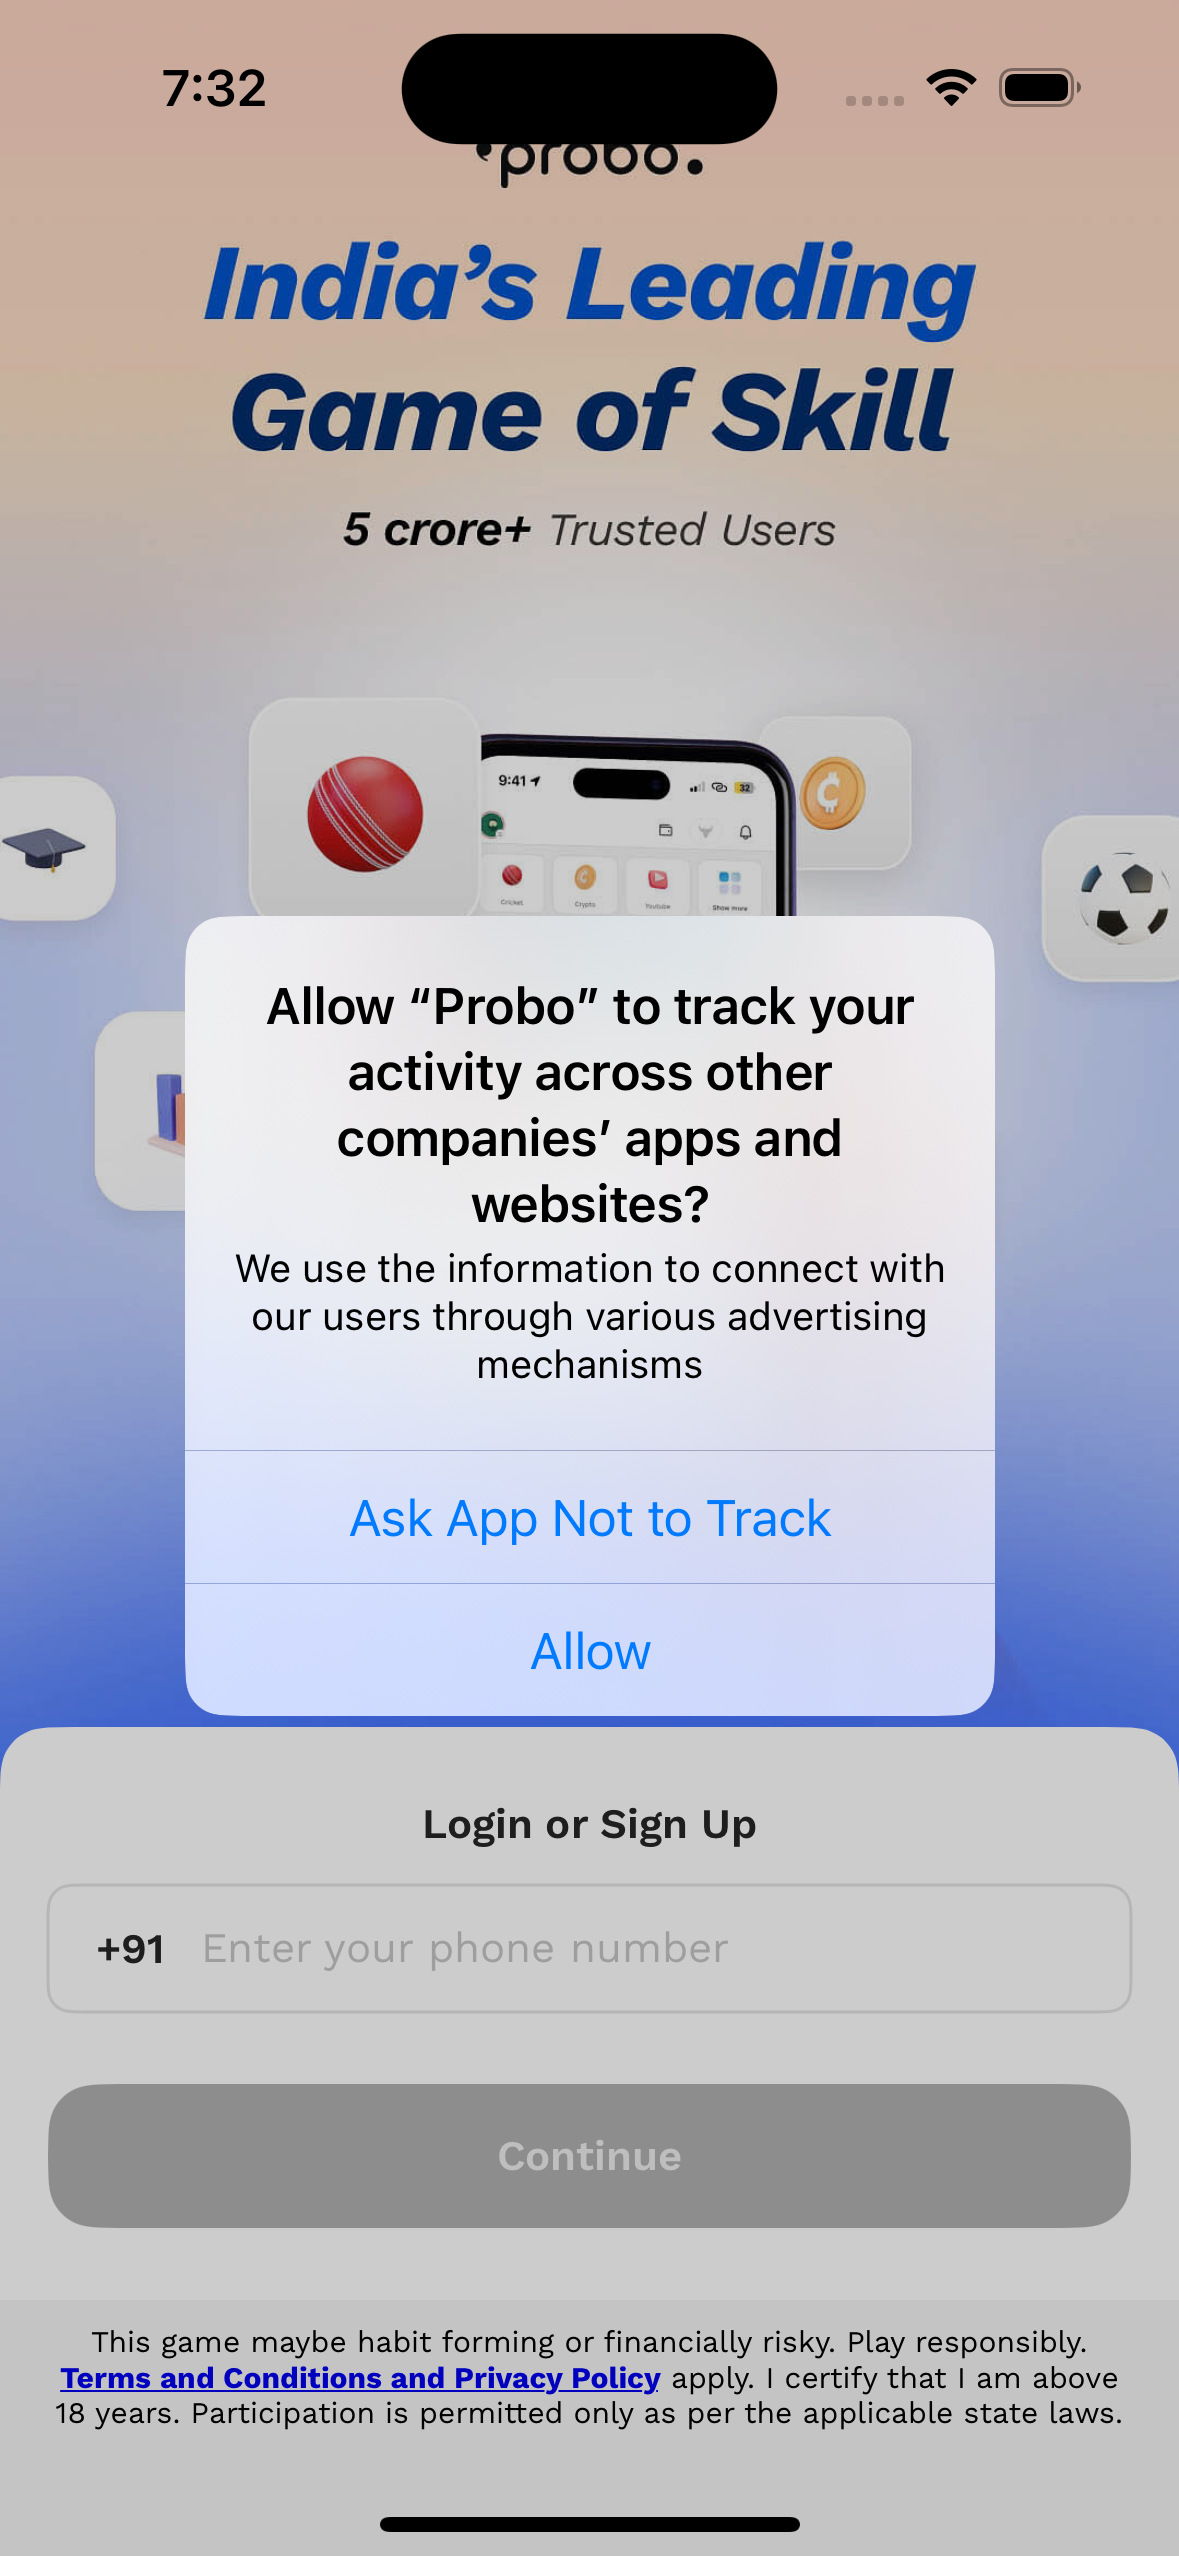 7:32
probo.
India’s Leading
Game of Skill
5 crore+ Trusted Users
9:41
32
Cricket
Crypto
Youtube
Show more
Allow “Probo” to track your
activity across other
companies’ apps and
websites?
We use the information to connect with
our users through various advertising
mechanisms
Ask App Not to Track
Allow
Login or Sign Up
+91 Enter your phone number
Continue
This game maybe habit forming or financially risky. Play responsibly.
Terms and Conditions and Privacy Policy apply. I certify that I am above
18 years. Participation is permitted only as per the applicable state laws.